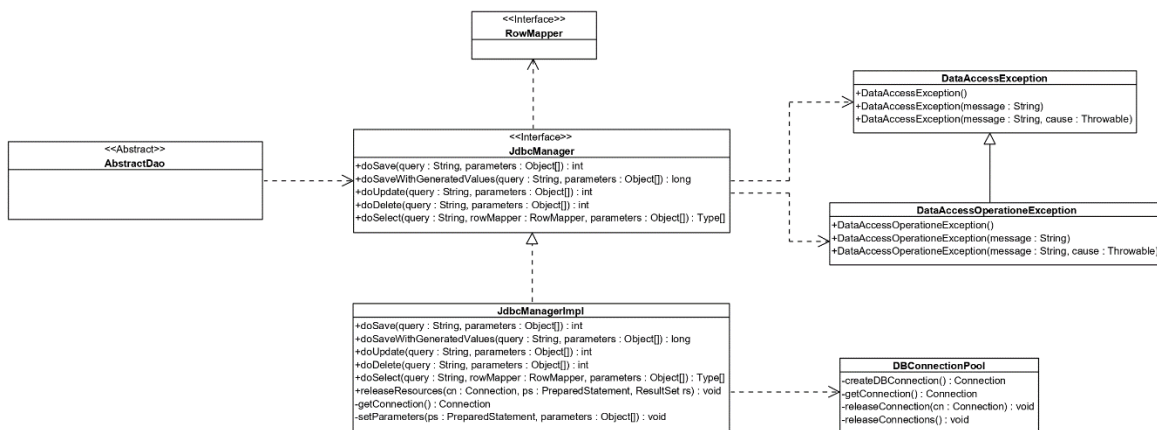 <<Interface>>
RowMapper
<<Abstract>>
AbstractDao
<<Interface>>
JdbcManager
+doSave(query : String, parameters : Object[]) : int
+doSaveWithGeneratedValues(query : String, parameters : Object[]) : long
+doUpdate(query : String, parameters : Object[]) : int
+doDelete(query : String, parameters : Object[]) : int
+doSelect(query : String, rowMapper : RowMapper, parameters : Object[]) : Type[]
DataAccessException
+DataAccessException()
+DataAccessException(message : String)
+DataAccessException(message : String, cause : Throwable)
DataAccessOperationeException
+DataAccessOperationeException()
+DataAccessOperationeException(message : String)
+DataAccessOperationeException(message : String, cause : Throwable)
JdbcManagerImpl
+doSave(query : String, parameters : Object[]) : int
+doSaveWithGeneratedValues(query : String, parameters : Object[]) : long
+doUpdate(query : String, parameters : Object[]) : int
+doDelete(query : String, parameters : Object[]) : int
+doSelect(query : String, rowMapper : RowMapper, parameters : Object[]) : Type[]
+releaseResources(cn : Connection, ps : PreparedStatement, ResultSet rs) : void
-getConnection() : Connection
-setParameters(ps : PreparedStatement, parameters : Object[]) : void
DBConnectionPool
-createDBConnection() : Connection
-getConnection() : Connection
-releaseConnection(cn : Connection) : void
-releaseConnections() : void